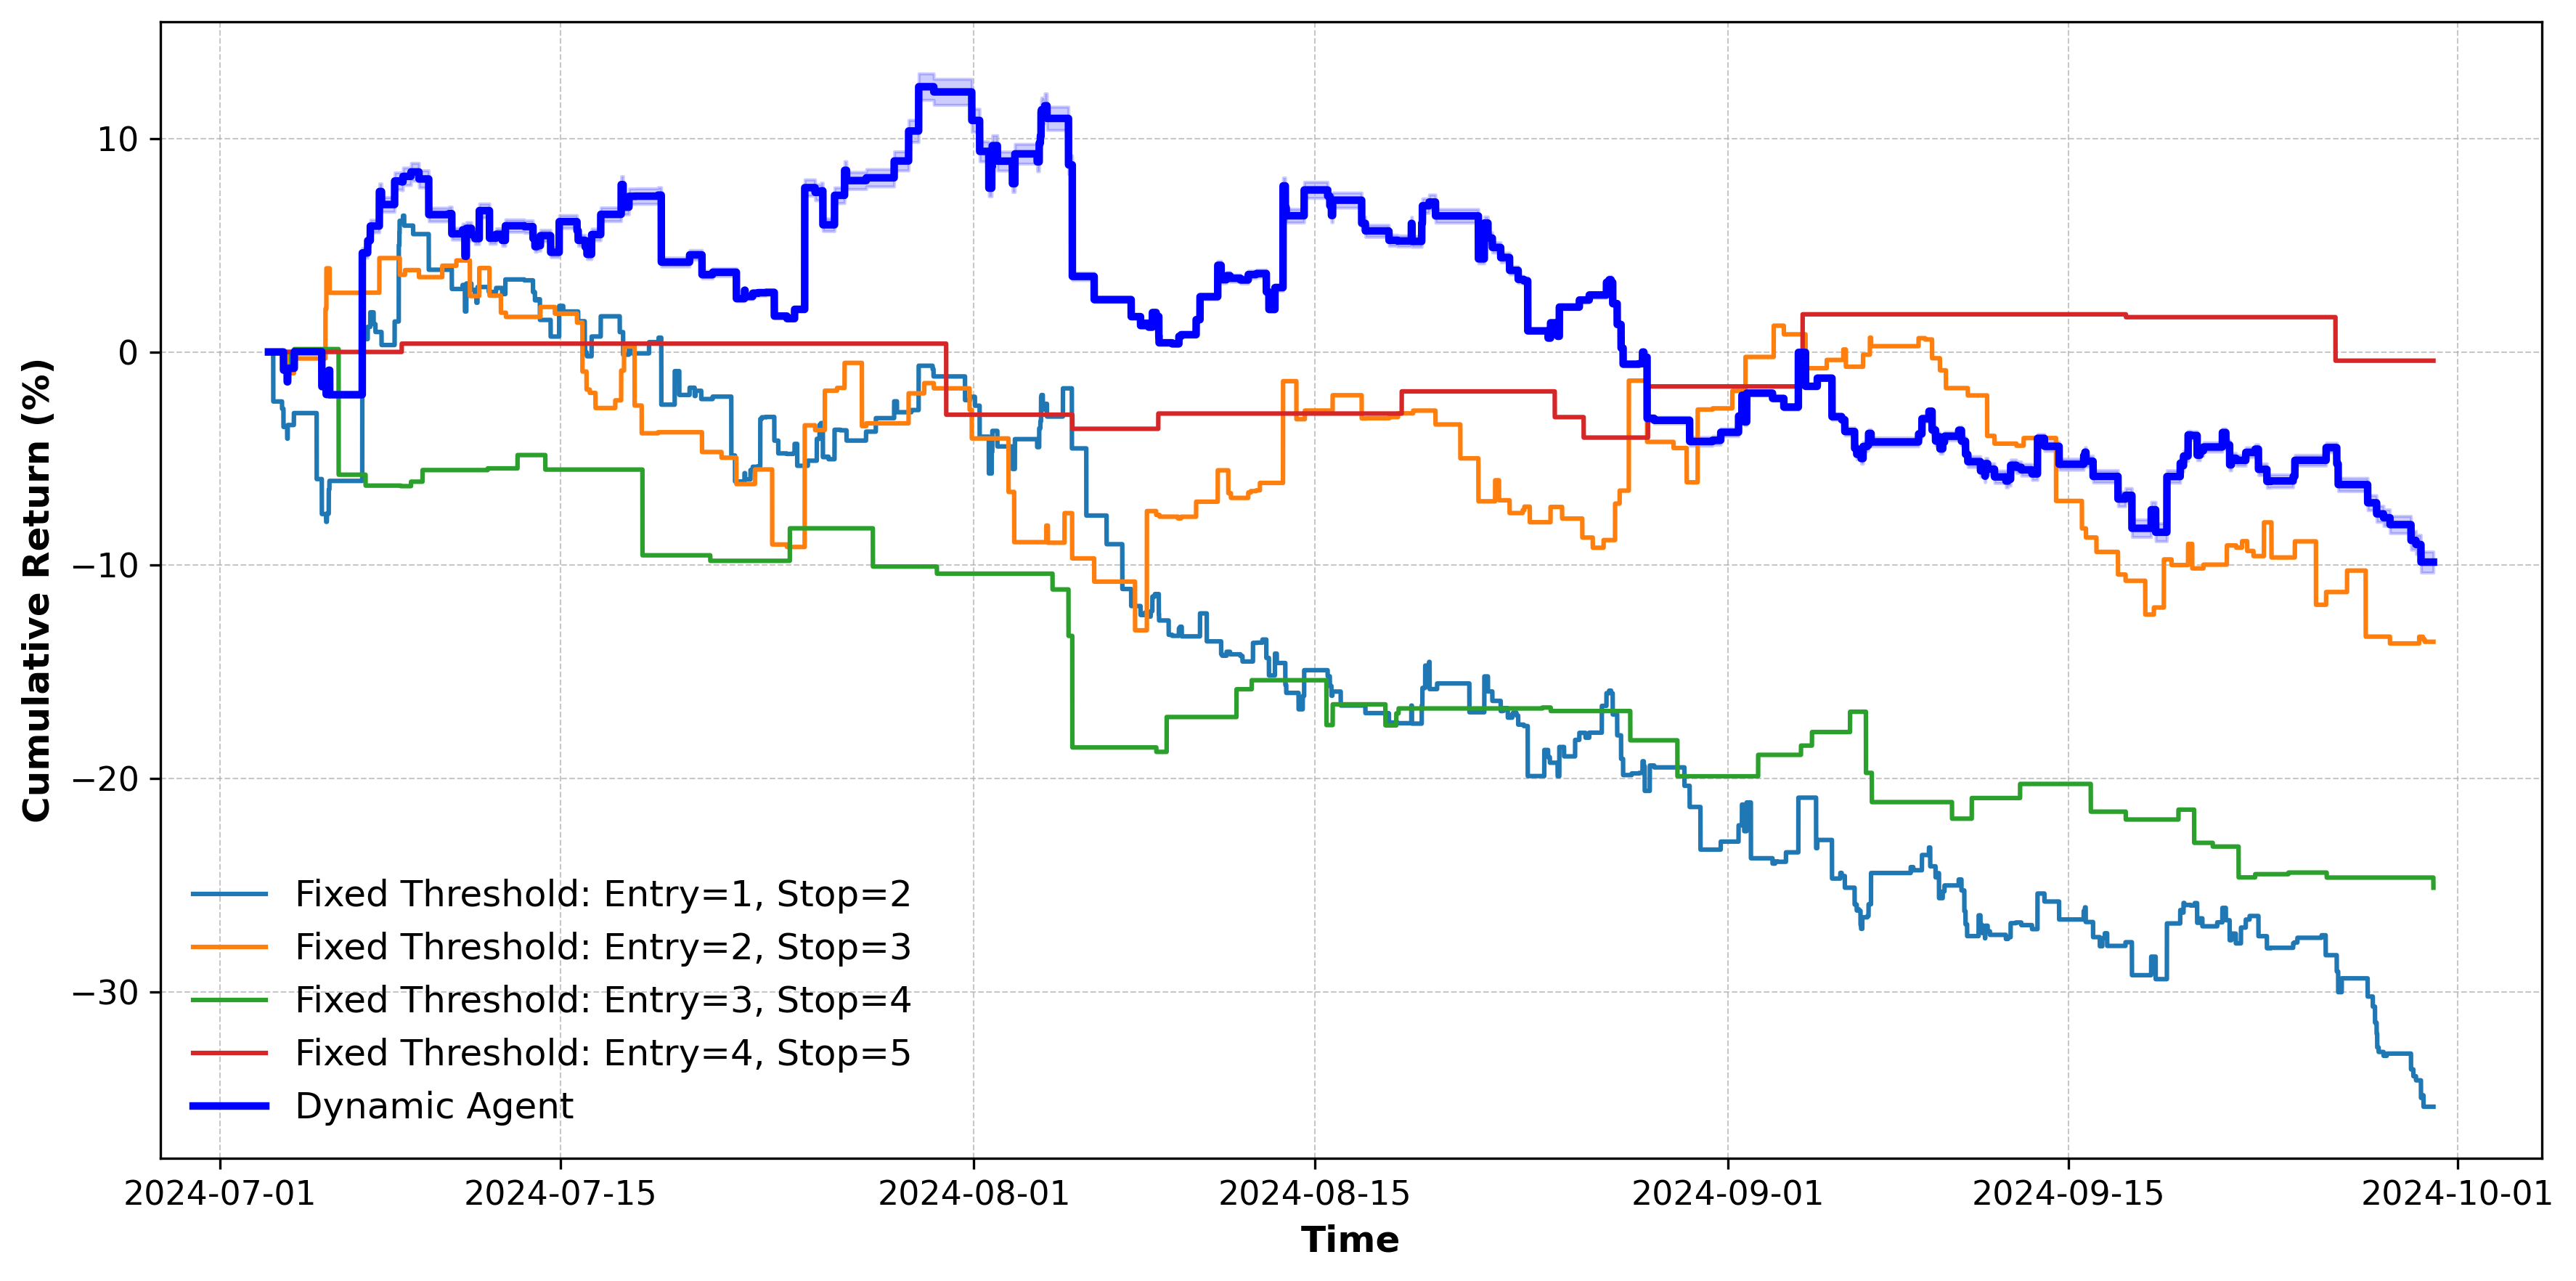 Cumulative Return (%)
10
0
−10
−20
−30
Fixed Threshold: Entry=1, Stop=2
Fixed Threshold: Entry=2, Stop=3
Fixed Threshold: Entry=3, Stop=4
Fixed Threshold: Entry=4, Stop=5
Dynamic Agent
2024-07-01 2024-07-15 2024-08-01 2024-08-15 2024-09-01 2024-09-15 2024-10-01
Time